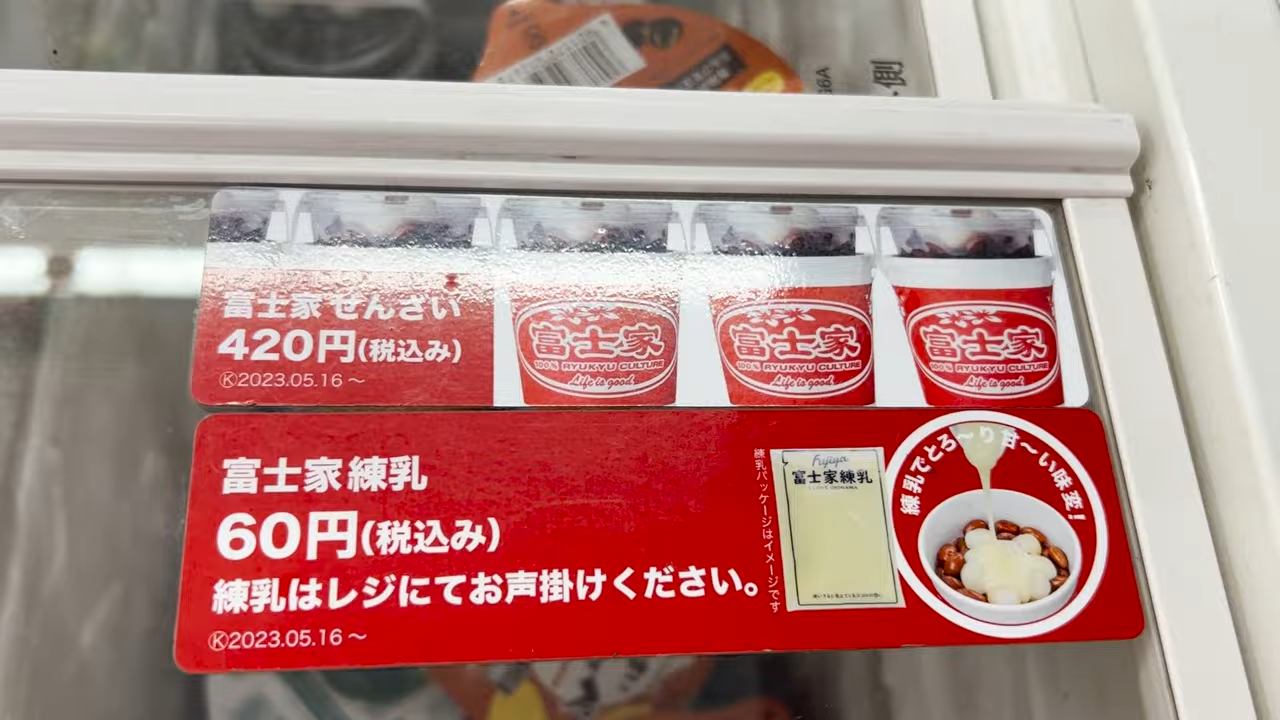 側
富士家 ぜんざい
420円(税込み)
Ⓚ2023.05.16～
富士家
100% RYUKYU CULTURE
Life is good.
富士家
100% RYUKYU CULTURE
Life is good.
富士家
100% RYUKYU CULTURE
Life is good.
富士家練乳
60円(税込み)
練乳はレジにてお声掛けください。
Ⓚ2023.05.16～
練乳パッケージはイメージです
Fujiya
富士家練乳
練乳でとろ～り甘～い味変!